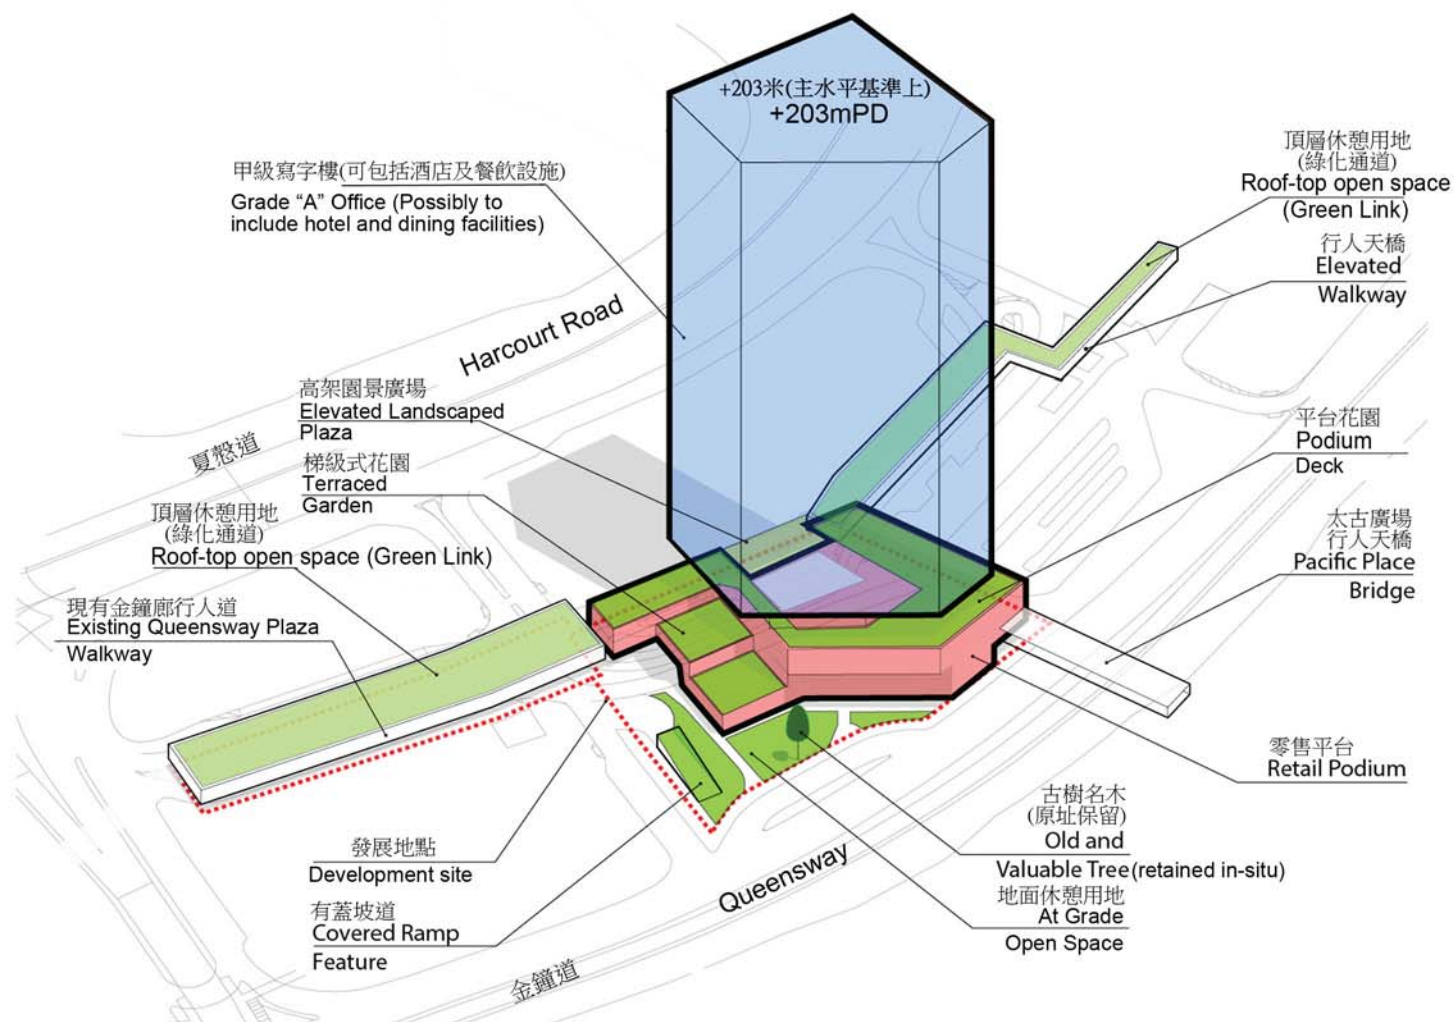 +203米(主水平基準上)
+203mPD
甲級寫字樓(可包括酒店及餐飲設施)
Grade “A” Office (Possibly to
include hotel and dining facilities)
頂層休憩用地
(綠化通道)
Roof-top open space
(Green Link)
行人天橋
Elevated
Walkway
Harcourt Road
夏慤道
高架園景廣場
Elevated Landscaped
Plaza
梯級式花園
Terraced
Garden
頂層休憩用地
(綠化通道)
Roof-top open space (Green Link)
現有金鐘廊行人道
Existing Queensway Plaza
Walkway
平台花園
Podium
Deck
太古廣場
行人天橋
Pacific Place
Bridge
零售平台
Retail Podium
古樹名木
(原址保留)
Old and
Valuable Tree(retained in-situ)
地面休憩用地
At Grade
Open Space
發展地點
Development site
有蓋坡道
Covered Ramp
Feature
Queensway
金鐘道